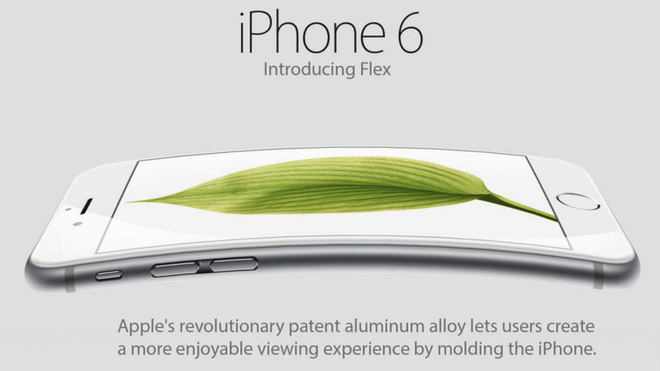 iPhone 6
Introducing Flex
Apple's revolutionary patent aluminum alloy lets users create
a more enjoyable viewing experience by molding the iPhone.